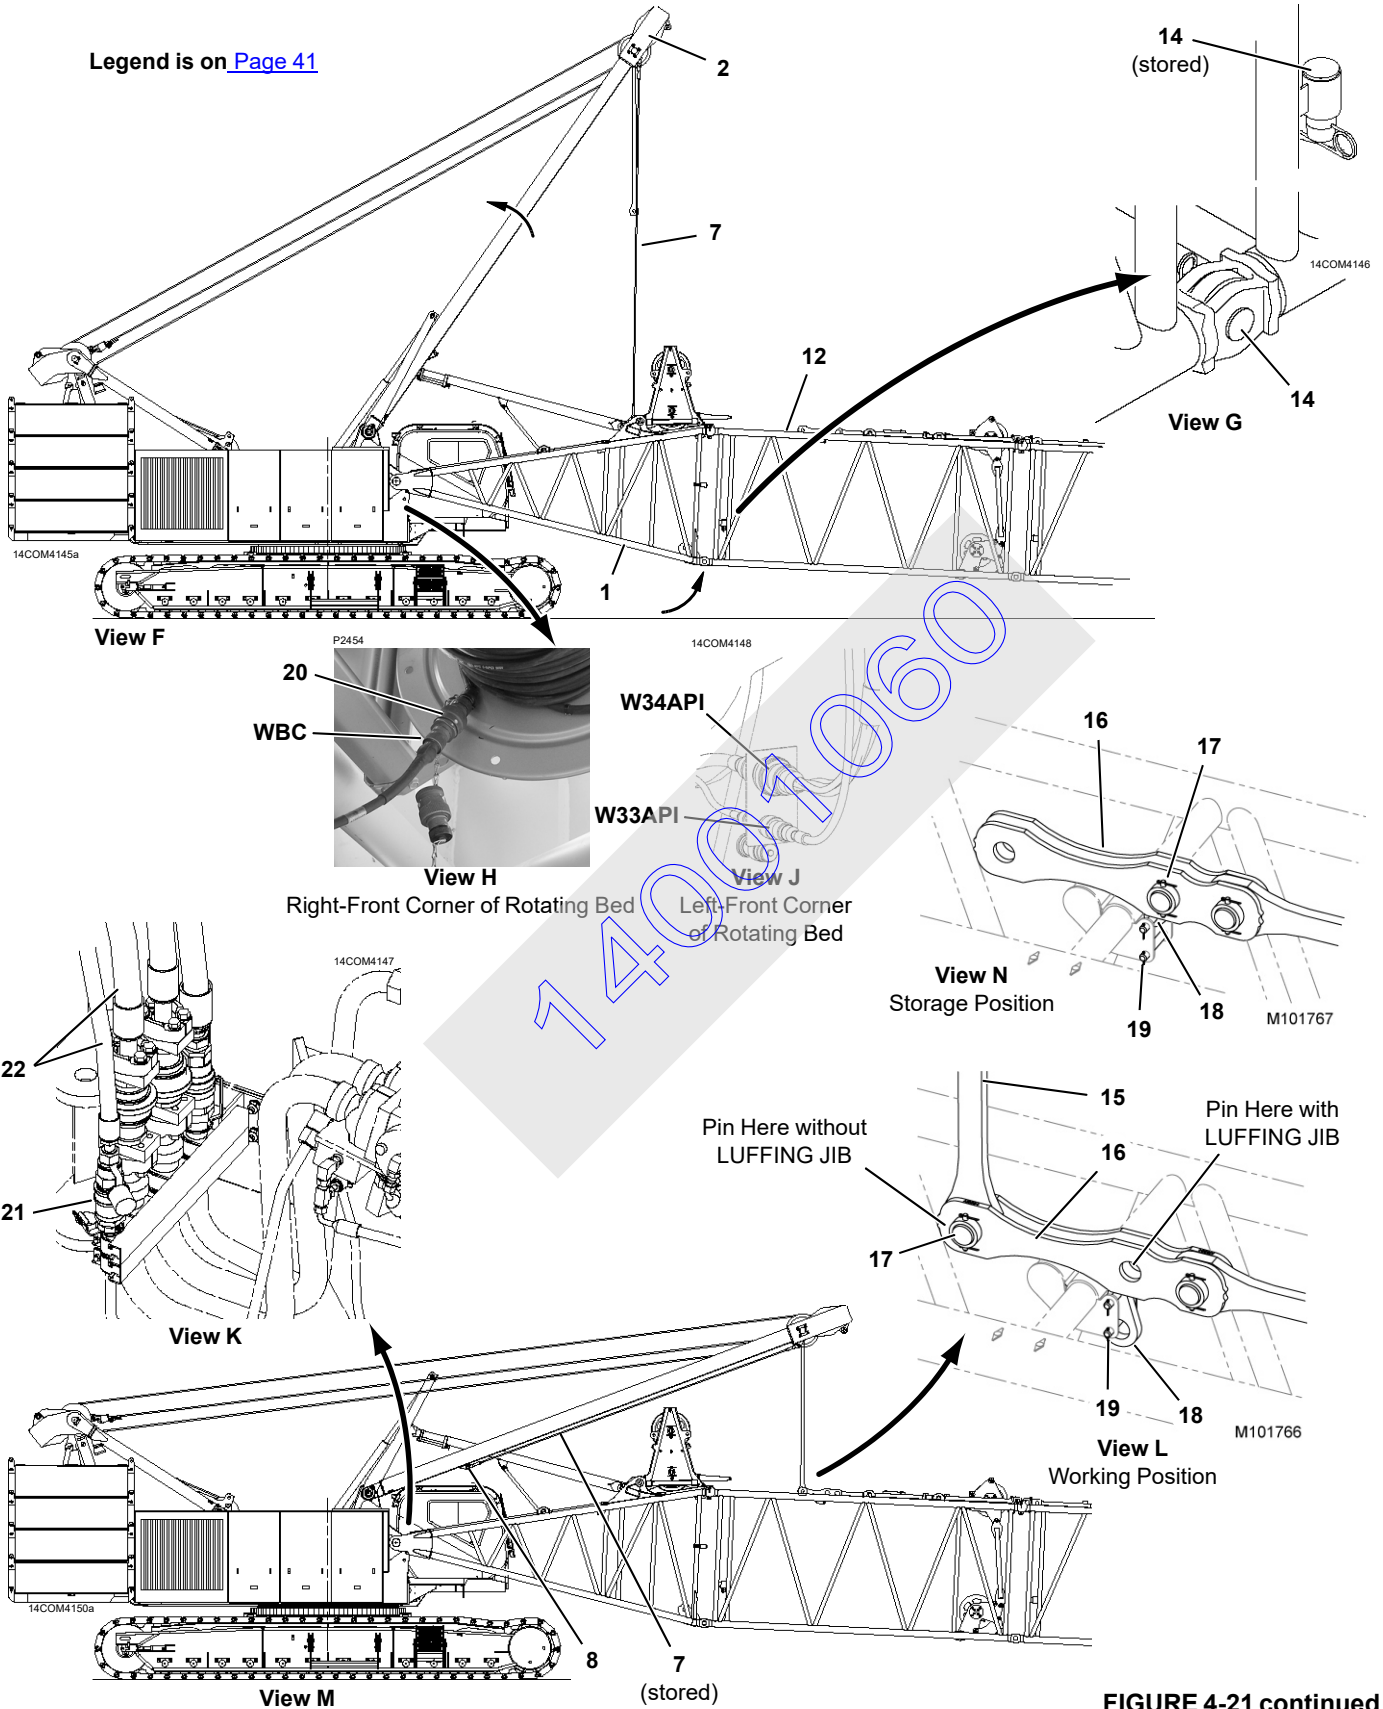 Legend is on Page 41
2
14
(stored)
7
14COM4146
12
14
View G
14COM4145a
1
View F
P2454
14COM4148
20
WBC
W34API
W33API
16
17
View H
Right-Front Corner of Rotating Bed
View J
Left-Front Corner
of Rotating Bed
14001060
View N
Storage Position
18
19
M101767
14COM4147
22
21
View K
15
Pin Here without
LUFFING JIB
Pin Here with
LUFFING JIB
16
17
19
18
M101766
View L
Working Position
14COM4150a
8
7
(stored)
View M
FIGURE 4-21 continued